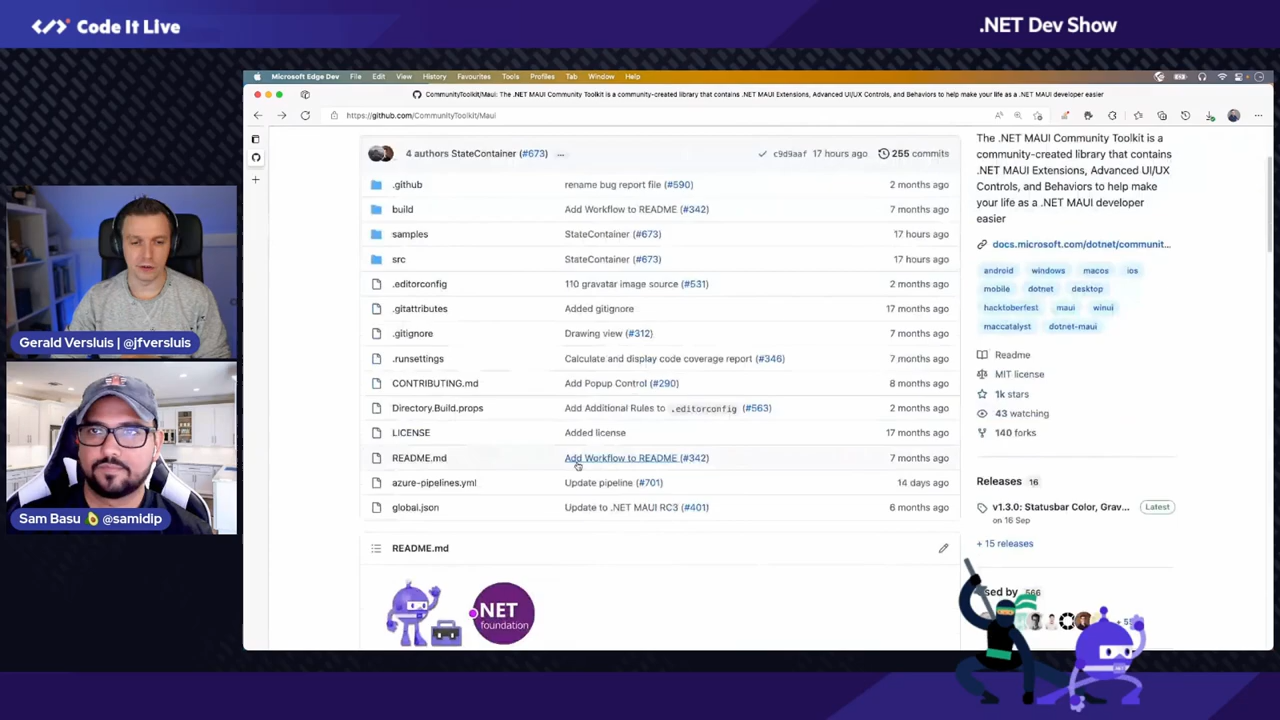 Code It Live
.NET Dev Show
Microsoft Edge Dev File Edit View History Favourites Tools Profiles Tab Window Help
CommunityToolkit/Maui: The .NET MAUI Community Toolkit is a community-created library that contains .NET MAUI Extensions, Advanced UI/UX Controls, and Behaviors to help make your life as a .NET MAUI developer easier
https://github.com/CommunityToolkit/Maui
4 authors StateContainer (#673) ... c9d9aaf 17 hours ago 255 commits
.github rename bug report file (#590) 2 months ago
build Add Workflow to README (#342) 7 months ago
samples StateContainer (#673) 17 hours ago
src StateContainer (#673) 17 hours ago
.editorconfig 110 gravatar image source (#531) 2 months ago
.gitattributes Added gitignore 17 months ago
.gitignore Drawing view (#312) 7 months ago
.runsettings Calculate and display code coverage report (#346) 7 months ago
CONTRIBUTING.md Add Popup Control (#290) 8 months ago
Directory.Build.props Add Additional Rules to .editorconfig (#563) 2 months ago
LICENSE Added license 17 months ago
README.md Add Workflow to README (#342) 7 months ago
azure-pipelines.yml Update pipeline (#701) 14 days ago
global.json Update to .NET MAUI RC3 (#401) 6 months ago
README.md
.NET
foundation
The .NET MAUI Community Toolkit is a
community-created library that contains
.NET MAUI Extensions, Advanced UI/UX
Controls, and Behaviors to help make
your life as a .NET MAUI developer
easier
docs.microsoft.com/dotnet/communit...
android windows macos ios
mobile dotnet desktop
hacktoberfest maui winui
maccatalyst dotnet-maui
Readme
MIT license
1k stars
43 watching
140 forks
Releases 16
v1.3.0: Statusbar Color, Grav... Latest
on 16 Sep
+ 15 releases
566
Gerald Versluis | @jfversluis
Sam Basu 🥑 @samidip